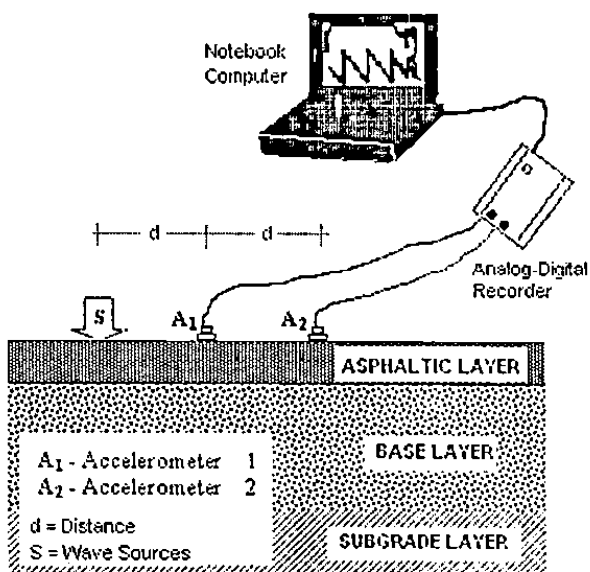 Notebook
Computer
d
d
Analog-Digital
Recorder
S
A1
A2
ASPHALTIC LAYER
BASE LAYER
A1 - Accelerometer 1
A2 - Accelerometer 2
d = Distance
S = Wave Sources
SUBGRADE LAYER